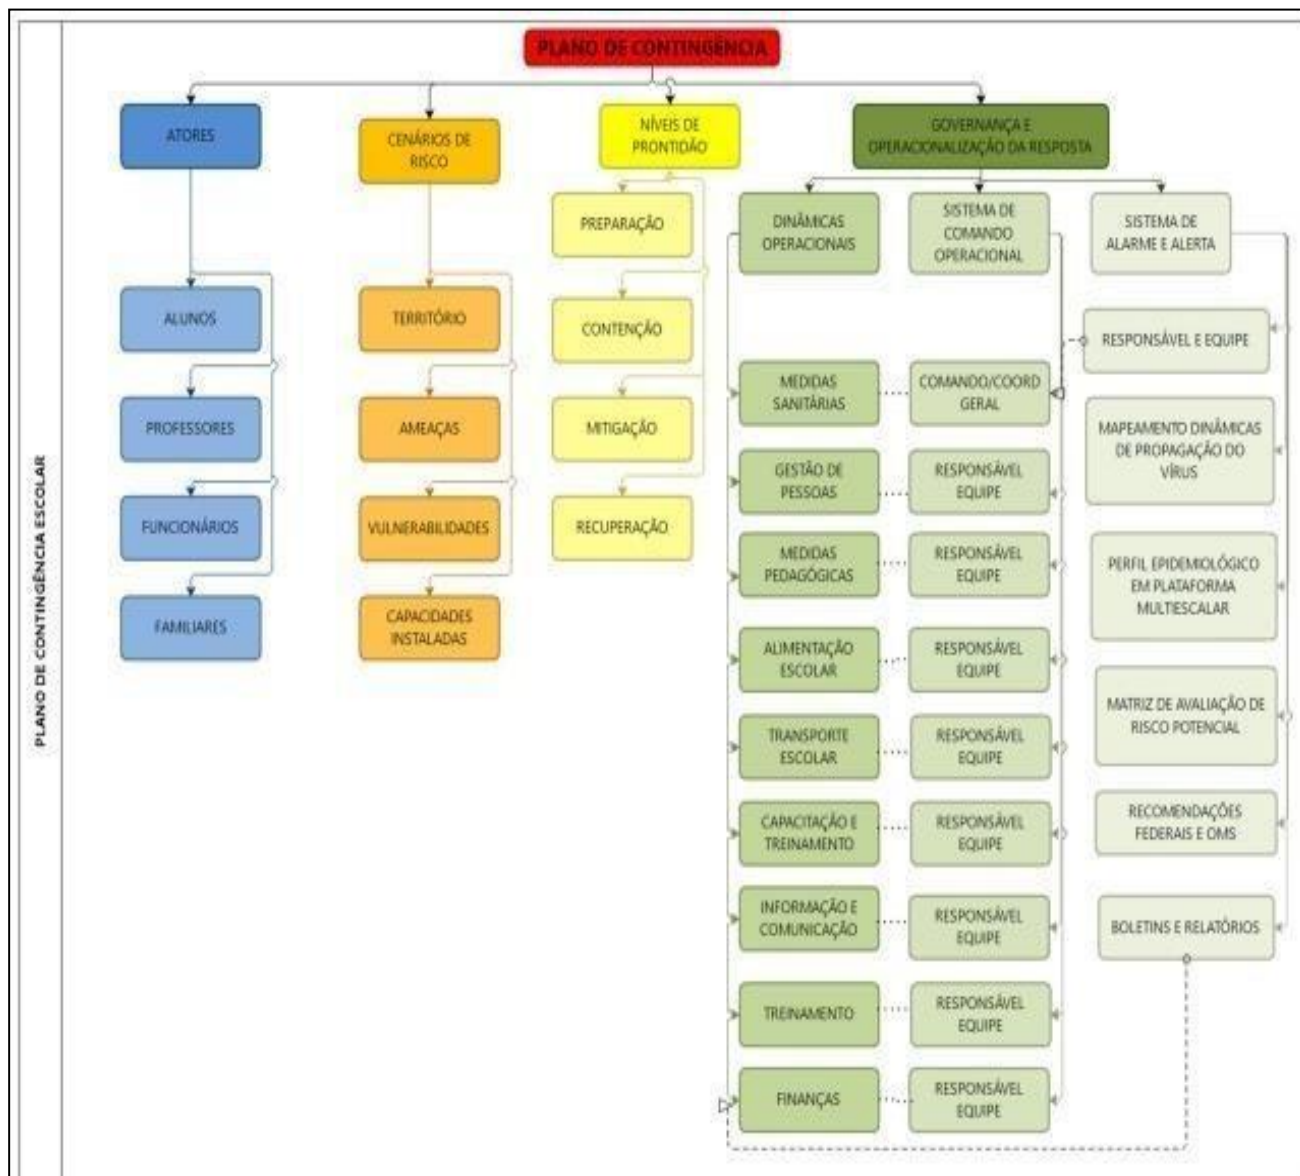 PLANO DE CONTINGÊNCIA ESCOLAR
PLANO DE CONTINGÊNCIA
ATORES
ALUNOS
PROFESSORES
FUNCIONÁRIOS
FAMILIARES
CENÁRIOS DE
RISCO
TERRITÓRIO
AMEAÇAS
VULNERABILIDADES
CAPACIDADES
INSTALADAS
NÍVEIS DE
PRONTIDÃO
PREPARAÇÃO
CONTENÇÃO
MITIGAÇÃO
RECUPERAÇÃO
GOVERNANÇA E
OPERACIONALIZAÇÃO DA RESPOSTA
DINÂMICAS
OPERACIONAIS
MEDIDAS
SANITÁRIAS
GESTÃO DE
PESSOAS
MEDIDAS
PEDAGÓGICAS
ALIMENTAÇÃO
ESCOLAR
TRANSPORTE
ESCOLAR
CAPACITAÇÃO E
TREINAMENTO
INFORMAÇÃO E
COMUNICAÇÃO
TREINAMENTO
FINANÇAS
SISTEMA DE
COMANDO
OPERACIONAL
COMANDO/COORD
GERAL
RESPONSÁVEL
EQUIPE
RESPONSÁVEL
EQUIPE
RESPONSÁVEL
EQUIPE
RESPONSÁVEL
EQUIPE
RESPONSÁVEL
EQUIPE
RESPONSÁVEL
EQUIPE
RESPONSÁVEL
EQUIPE
RESPONSÁVEL
EQUIPE
SISTEMA DE
ALARME E ALERTA
RESPONSÁVEL E EQUIPE
MAPEAMENTO DINÂMICAS
DE PROPAGAÇÃO DO
VÍRUS
PERFIL EPIDEMIOLÓGICO
EM PLATAFORMA
MULTIESCALAR
MATRIZ DE AVALIAÇÃO DE
RISCO POTENCIAL
RECOMENDAÇÕES
FEDERAIS E OMS
BOLETINS E RELATÓRIOS